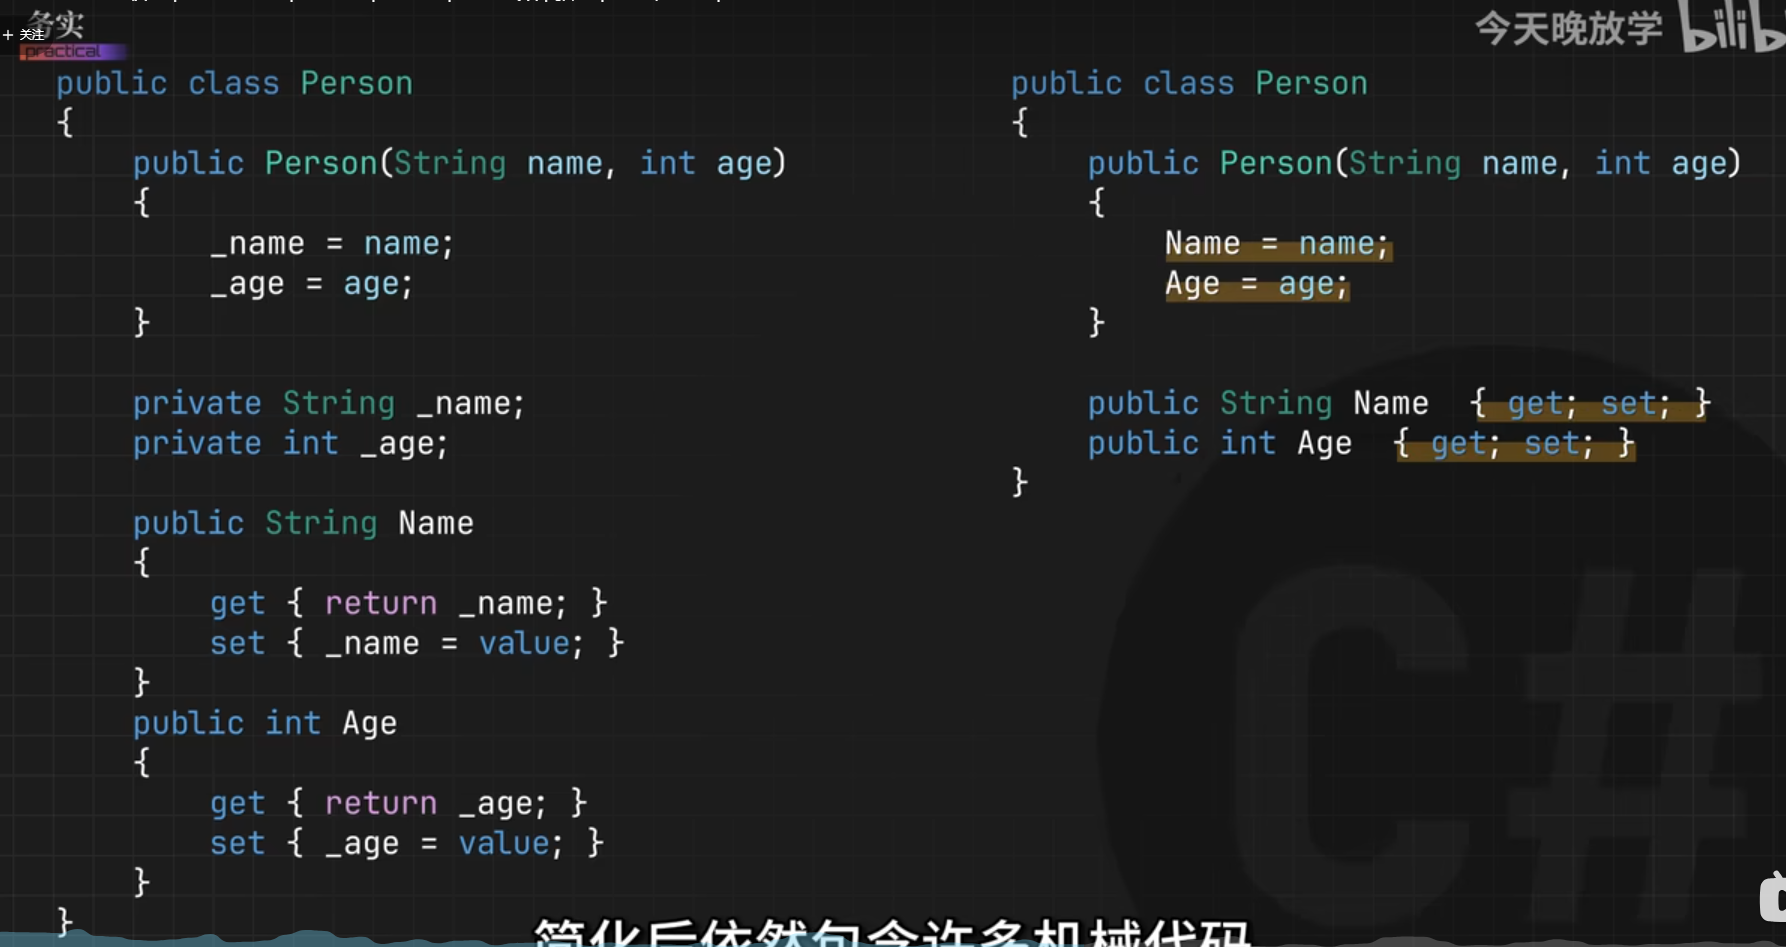 务实
+ 关注
practical
今天晚放学 bilib
public class Person
{
public Person(String name, int age)
{
_name = name;
_age = age;
}
private String _name;
private int _age;
public String Name
{
get { return _name; }
set { _name = value; }
}
public int Age
{
get { return _age; }
set { _age = value; }
}
}
public class Person
{
public Person(String name, int age)
{
Name = name;
Age = age;
}
public String Name { get; set; }
public int Age { get; set; }
}
C#
简化后依然包含许多机械代码